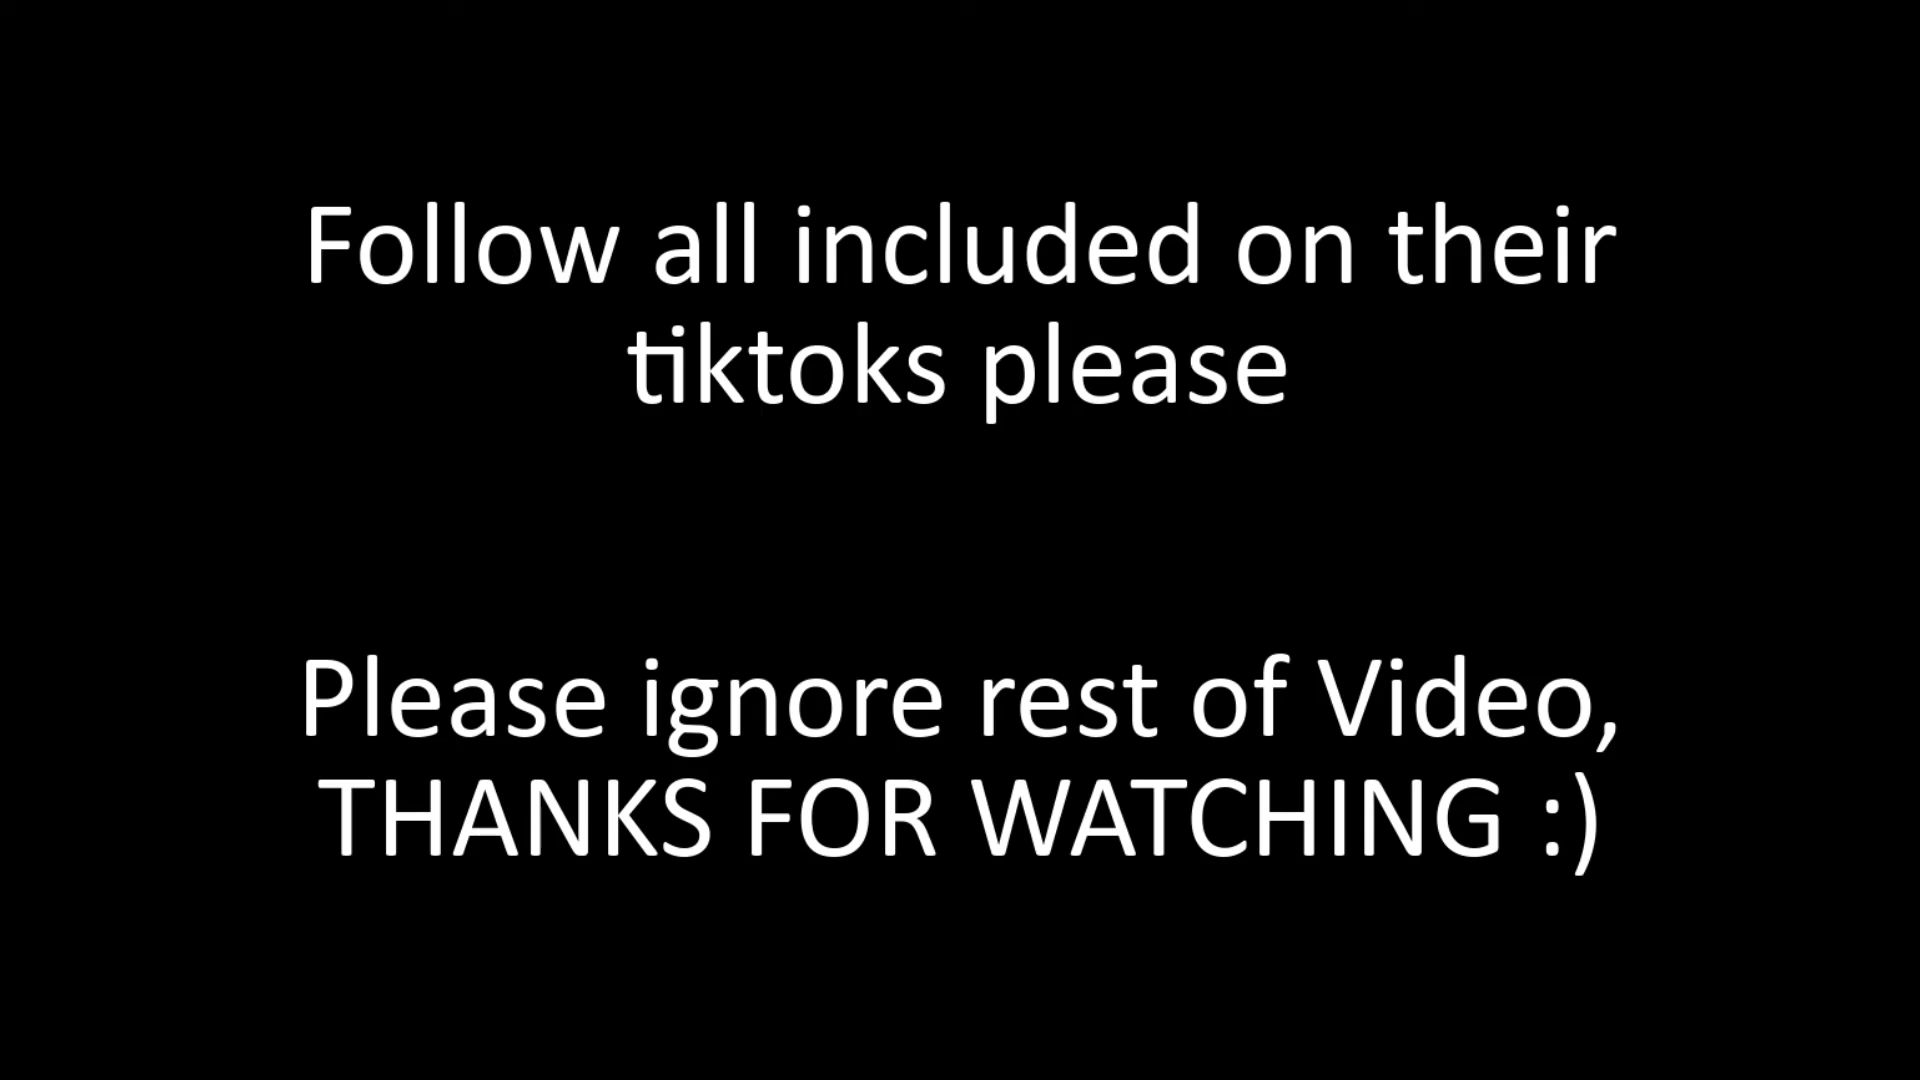 Follow all included on their
tiktoks please
Please ignore rest of Video,
THANKS FOR WATCHING :)